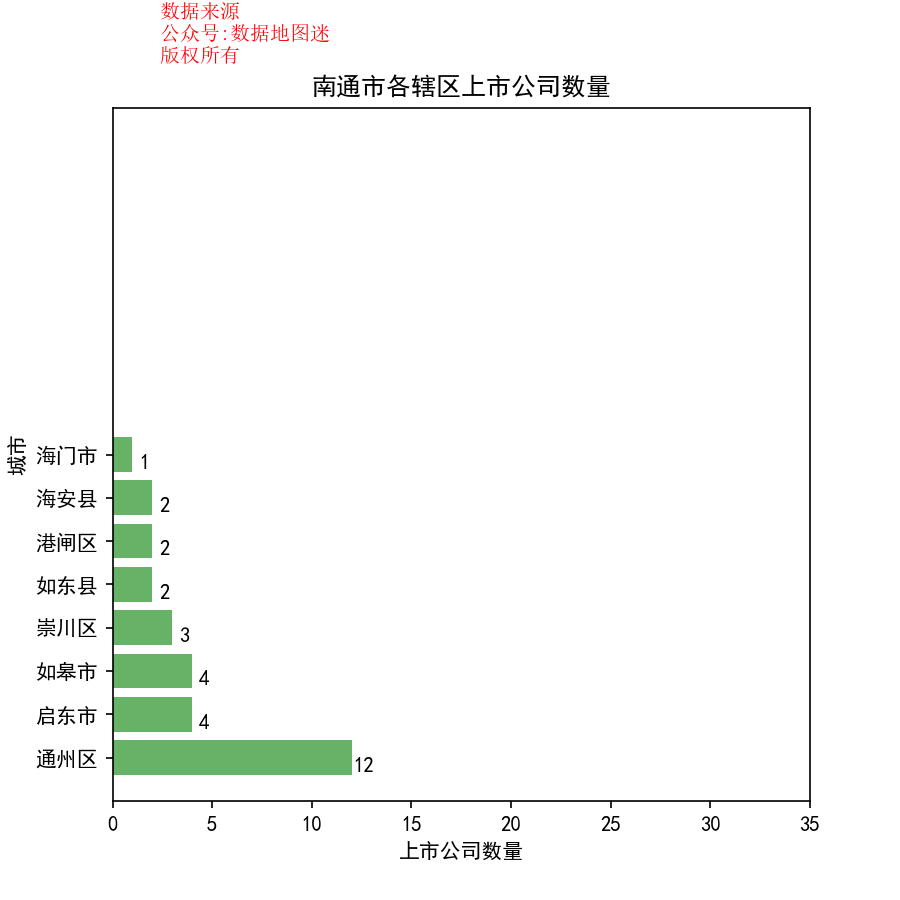 数据来源
公众号:数据地图迷
版权所有
南通市各辖区上市公司数量
城市
海门市 1
海安县 2
港闸区 2
如东县 2
崇川区 3
如皋市 4
启东市 4
通州区 12
0 5 10 15 20 25 30 35
上市公司数量